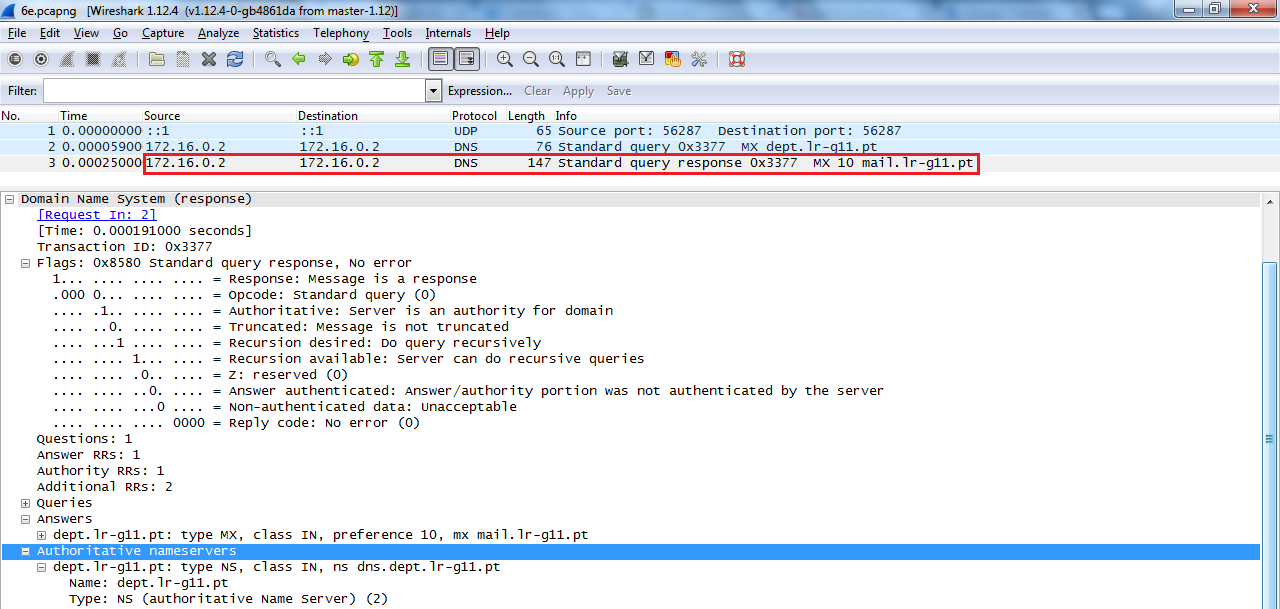 6e.pcapng [Wireshark 1.12.4 (v1.12.4-0-gb4861da from master-1.12)]
File Edit View Go Capture Analyze Statistics Telephony Tools Internals Help
Filter: Expression... Clear Apply Save
No. Time Source Destination Protocol Length Info
1 0.00000000 ::1 ::1 UDP 65 Source port: 56287 Destination port: 56287
2 0.00005900 172.16.0.2 172.16.0.2 DNS 76 Standard query 0x3377 MX dept.lr-g11.pt
3 0.00025000 172.16.0.2 172.16.0.2 DNS 147 Standard query response 0x3377 MX 10 mail.lr-g11.pt
Domain Name System (response)
[Request In: 2]
[Time: 0.000191000 seconds]
Transaction ID: 0x3377
Flags: 0x8580 Standard query response, No error
1... .... .... .... = Response: Message is a response
.000 0... .... .... = Opcode: Standard query (0)
.... .1.. .... .... = Authoritative: Server is an authority for domain
.... ..0. .... .... = Truncated: Message is not truncated
.... ...1 .... .... = Recursion desired: Do query recursively
.... .... 1... .... = Recursion available: Server can do recursive queries
.... .... .0.. .... = Z: reserved (0)
.... .... ..0. .... = Answer authenticated: Answer/authority portion was not authenticated by the server
.... .... ...0 .... = Non-authenticated data: Unacceptable
.... .... .... 0000 = Reply code: No error (0)
Questions: 1
Answer RRs: 1
Authority RRs: 1
Additional RRs: 2
Queries
Answers
dept.lr-g11.pt: type MX, class IN, preference 10, mx mail.lr-g11.pt
Authoritative nameservers
dept.lr-g11.pt: type NS, class IN, ns dns.dept.lr-g11.pt
Name: dept.lr-g11.pt
Type: NS (authoritative Name Server) (2)